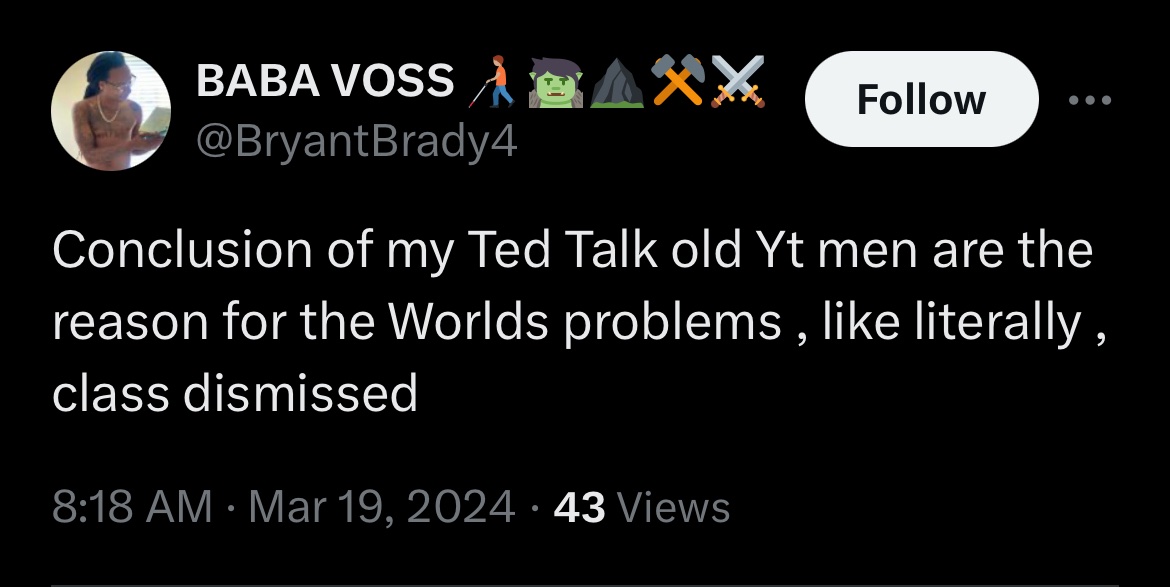 BABA VOSS 👨🏻‍🦯🧌⛰️⚒️⚔️
@BryantBrady4
Follow
Conclusion of my Ted Talk old Yt men are the
reason for the Worlds problems , like literally ,
class dismissed
8:18 AM · Mar 19, 2024 · 43 Views